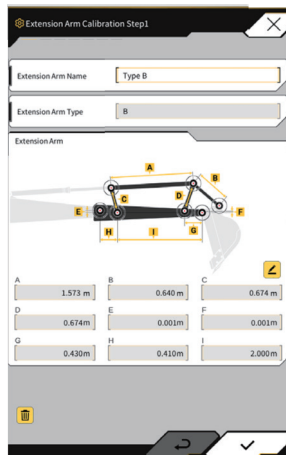 Extension Arm Calibration Step1
Extension Arm Name Type B
Extension Arm Type B
Extension Arm
A
B
C
D
E
F
G
H
I
A B C
1.573 m 0.640 m 0.674 m
D E F
0.674m 0.001m 0.001m
G H I
0.430m 0.410m 2.000m